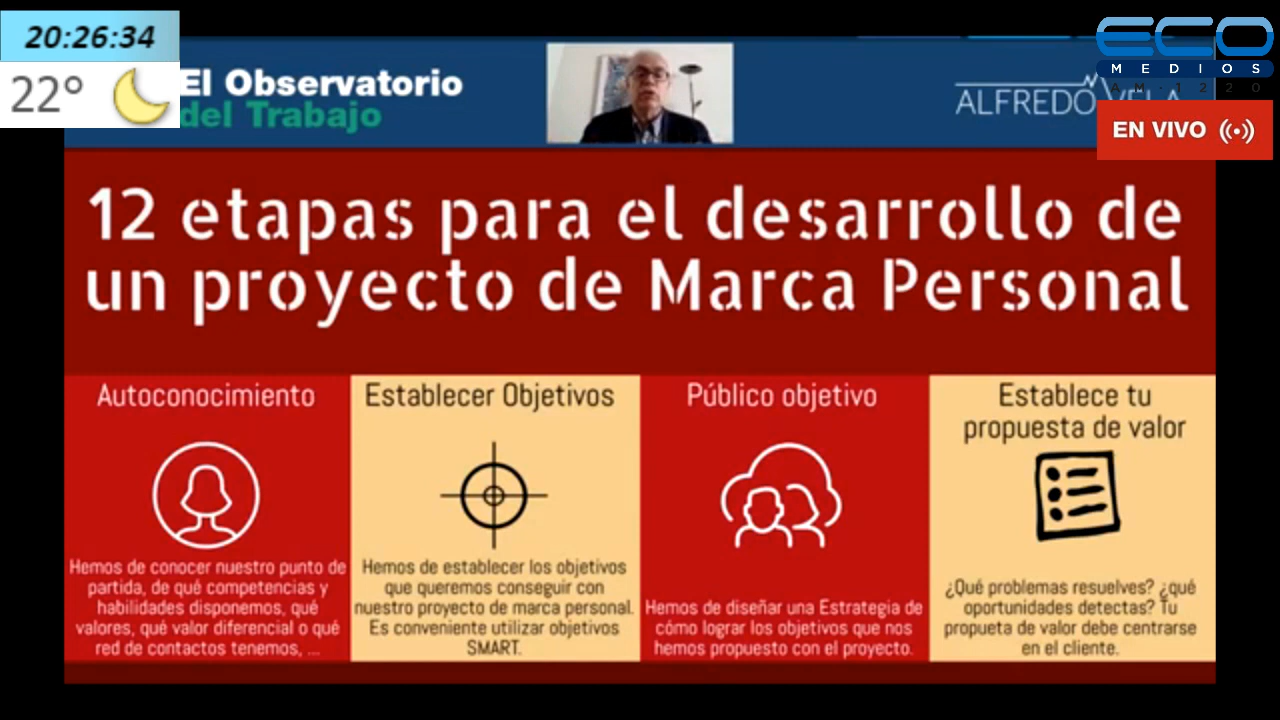 20:26:34
22°
El Observatorio
del Trabajo
ALFREDO VELA
ECO
MEDIOS
AM·1220
EN VIVO
12 etapas para el desarrollo de
un proyecto de Marca Personal
Autoconocimiento
Hemos de conocer nuestro punto de
partida, de qué competencias y
habilidades disponemos, qué
valores, qué valor diferencial o qué
red de contactos tenemos, ...
Establecer Objetivos
Hemos de establecer los objetivos
que queremos conseguir con
nuestro proyecto de marca personal.
Es conveniente utilizar objetivos
SMART.
Público objetivo
Hemos de diseñar una Estrategia de
cómo lograr los objetivos que nos
hemos propuesto con el proyecto.
Establece tu
propuesta de valor
¿Qué problemas resuelves? ¿qué
oportunidades detectas? Tu
propueta de valor debe centrarse
en el cliente.